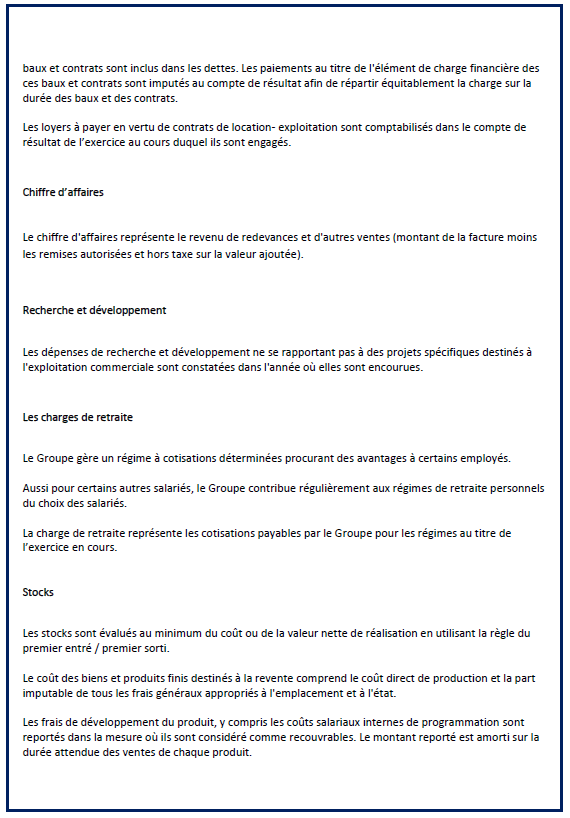 baux et contrats sont inclus dans les dettes. Les paiements au titre de l'élément de charge financière des
ces baux et contrats sont imputés au compte de résultat afin de répartir équitablement la charge sur la
durée des baux et des contrats.
Les loyers à payer en vertu de contrats de location- exploitation sont comptabilisés dans le compte de
résultat de l’exercice au cours duquel ils sont engagés.
Chiffre d’affaires
Le chiffre d'affaires représente le revenu de redevances et d'autres ventes (montant de la facture moins
les remises autorisées et hors taxe sur la valeur ajoutée).
Recherche et développement
Les dépenses de recherche et développement ne se rapportant pas à des projets spécifiques destinés à
l'exploitation commerciale sont constatées dans l'année où elles sont encourues.
Les charges de retraite
Le Groupe gère un régime à cotisations déterminées procurant des avantages à certains employés.
Aussi pour certains autres salariés, le Groupe contribue régulièrement aux régimes de retraite personnels
du choix des salariés.
La charge de retraite représente les cotisations payables par le Groupe pour les régimes au titre de
l’exercice en cours.
Stocks
Les stocks sont évalués au minimum du coût ou de la valeur nette de réalisation en utilisant la règle du
premier entré / premier sorti.
Le coût des biens et produits finis destinés à la revente comprend le coût direct de production et la part
imputable de tous les frais généraux appropriés à l'emplacement et à l'état.
Les frais de développement du produit, y compris les coûts salariaux internes de programmation sont
reportés dans la mesure où ils sont considéré comme recouvrables. Le montant reporté est amorti sur la
durée attendue des ventes de chaque produit.